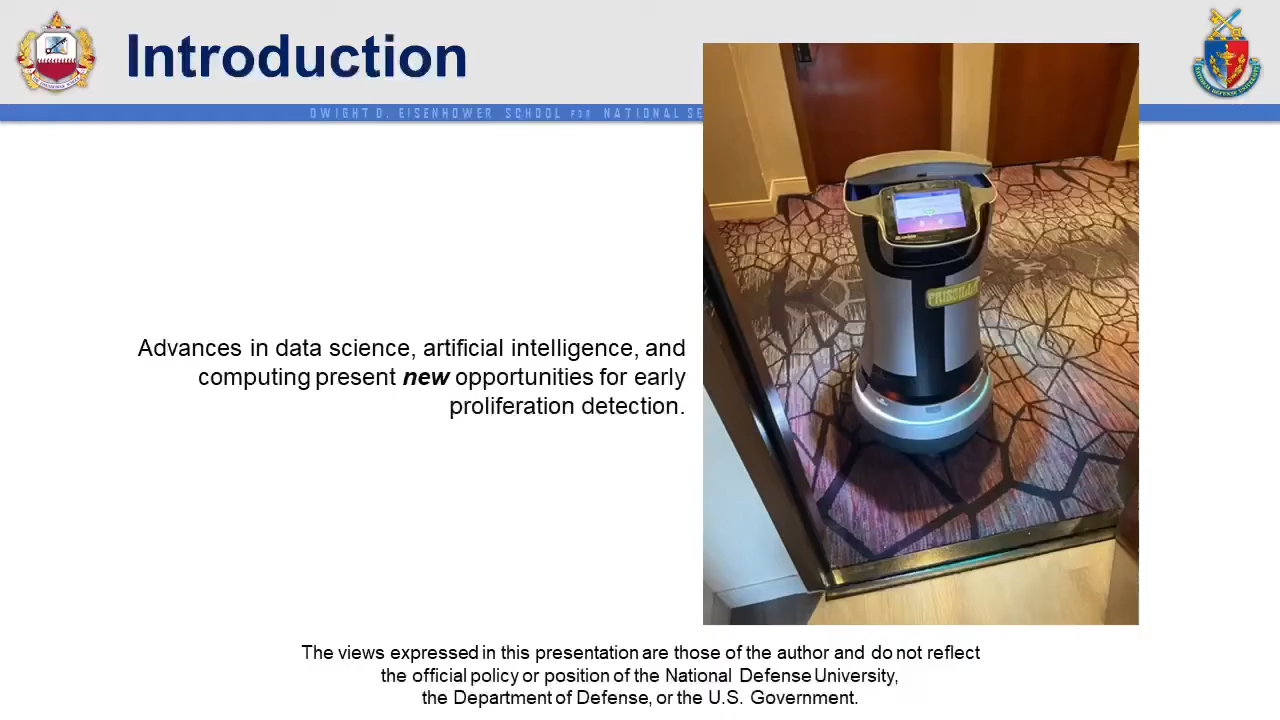 Introduction
DWIGHT D. EISENHOWER SCHOOL FOR NATIONAL SE
Advances in data science, artificial intelligence, and
computing present new opportunities for early
proliferation detection.
The views expressed in this presentation are those of the author and do not reflect
the official policy or position of the National Defense University,
the Department of Defense, or the U.S. Government.